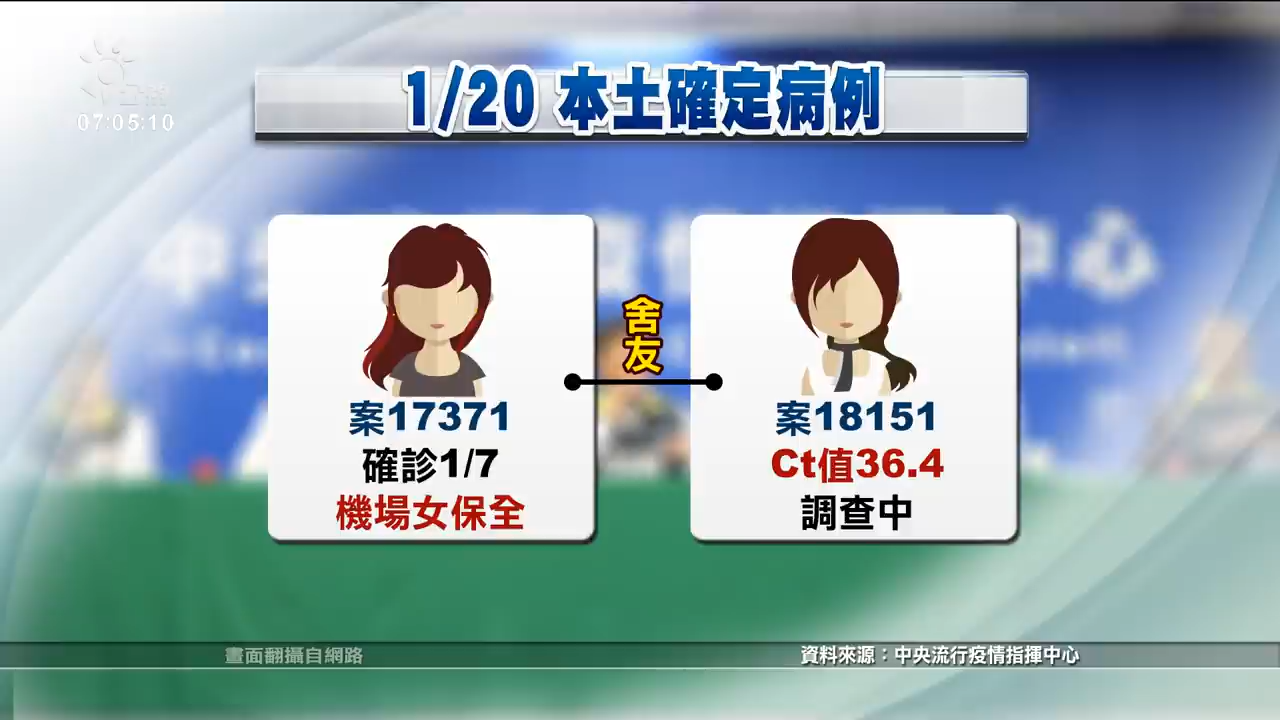 07:05:10
1/20 本土確定病例
舍友
案17371
確診1/7
機場女保全
案18151
Ct值36.4
調查中
畫面翻攝自網路
資料來源：中央流行疫情指揮中心